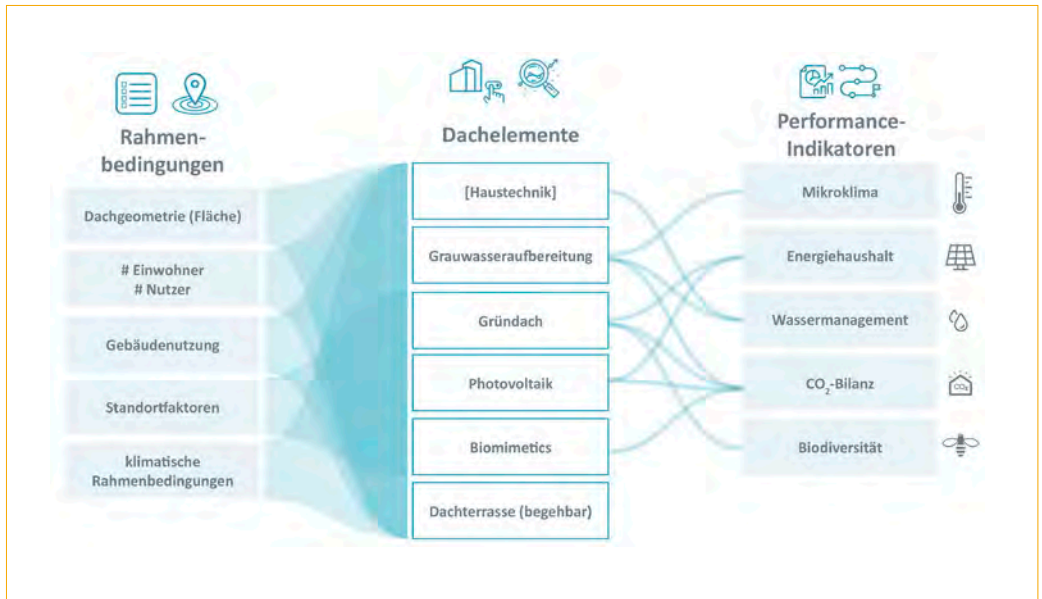 Rahmen-
bedingungen
Dachgeometrie (Fläche)
# Einwohner
# Nutzer
Gebäudenutzung
Standortfaktoren
klimatische
Rahmenbedingungen
Dachelemente
[Haustechnik]
Grauwasseraufbereitung
Gründach
Photovoltaik
Biomimetics
Dachterrasse (begehbar)
Performance-
Indikatoren
Mikroklima
Energiehaushalt
Wassermanagement
CO₂-Bilanz
CO₂
Biodiversität